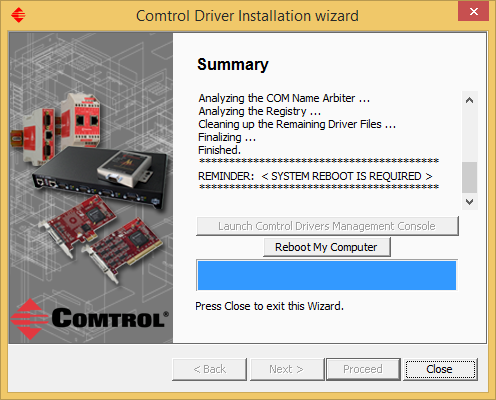 Comtrol Driver Installation wizard
Summary
Analyzing the COM Name Arbiter ...
Analyzing the Registry ...
Cleaning up the Remaining Driver Files ...
Finalizing ...
Finished.
****************************************
REMINDER: < SYSTEM REBOOT IS REQUIRED >
****************************************
Launch Comtrol Drivers Management Console
Reboot My Computer
Press Close to exit this Wizard.
COMTROL®
< Back
Next >
Proceed
Close